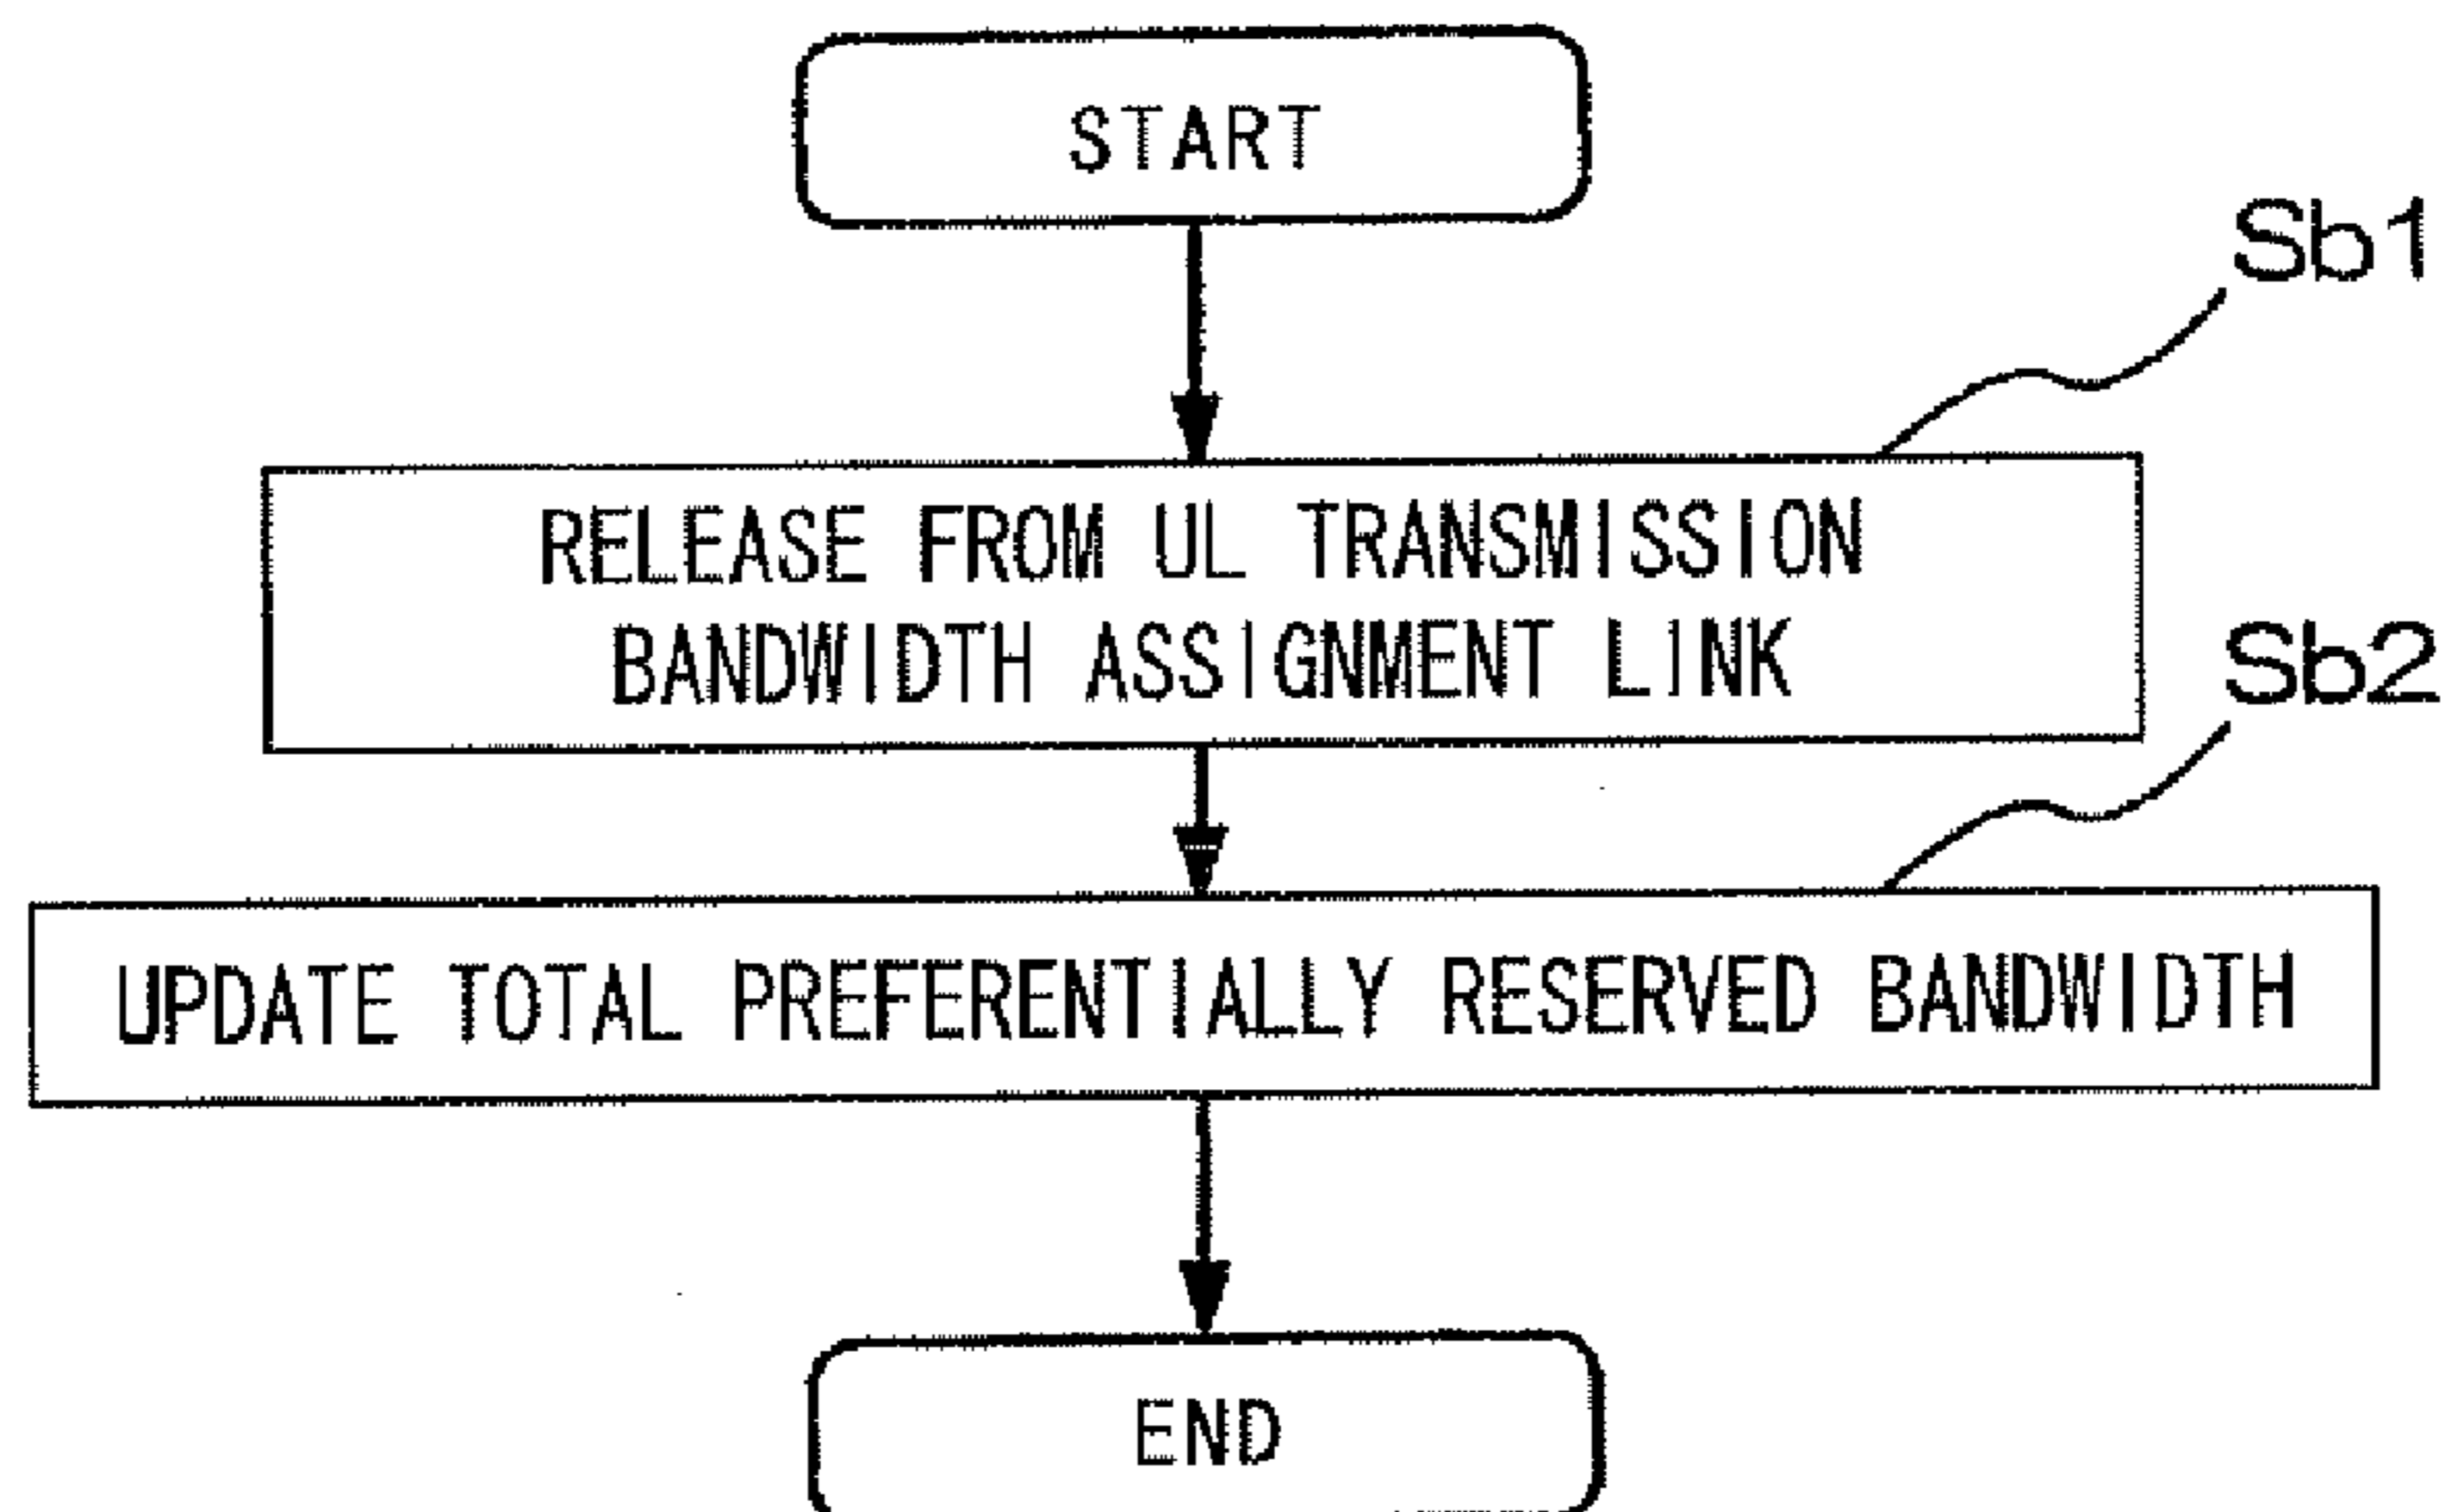 START
Sb1
RELEASE FROM UL TRANSMISSION
BANDWIDTH ASSIGNMENT LINK
Sb2
UPDATE TOTAL PREFERENTIALLY RESERVED BANDWIDTH
END